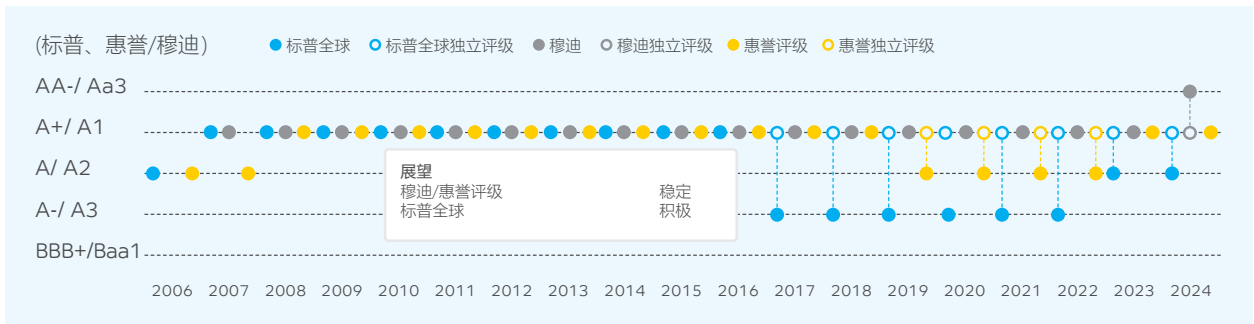 (标普、惠誉/穆迪) 标普全球 标普全球独立评级 穆迪 穆迪独立评级 惠誉评级 惠誉独立评级
AA-/ Aa3
A+/ A1
A/ A2
展望
穆迪/惠誉评级 稳定
标普全球 积极
A-/ A3
BBB+/Baa1
2006 2007 2008 2009 2010 2011 2012 2013 2014 2015 2016 2017 2018 2019 2020 2021 2022 2023 2024